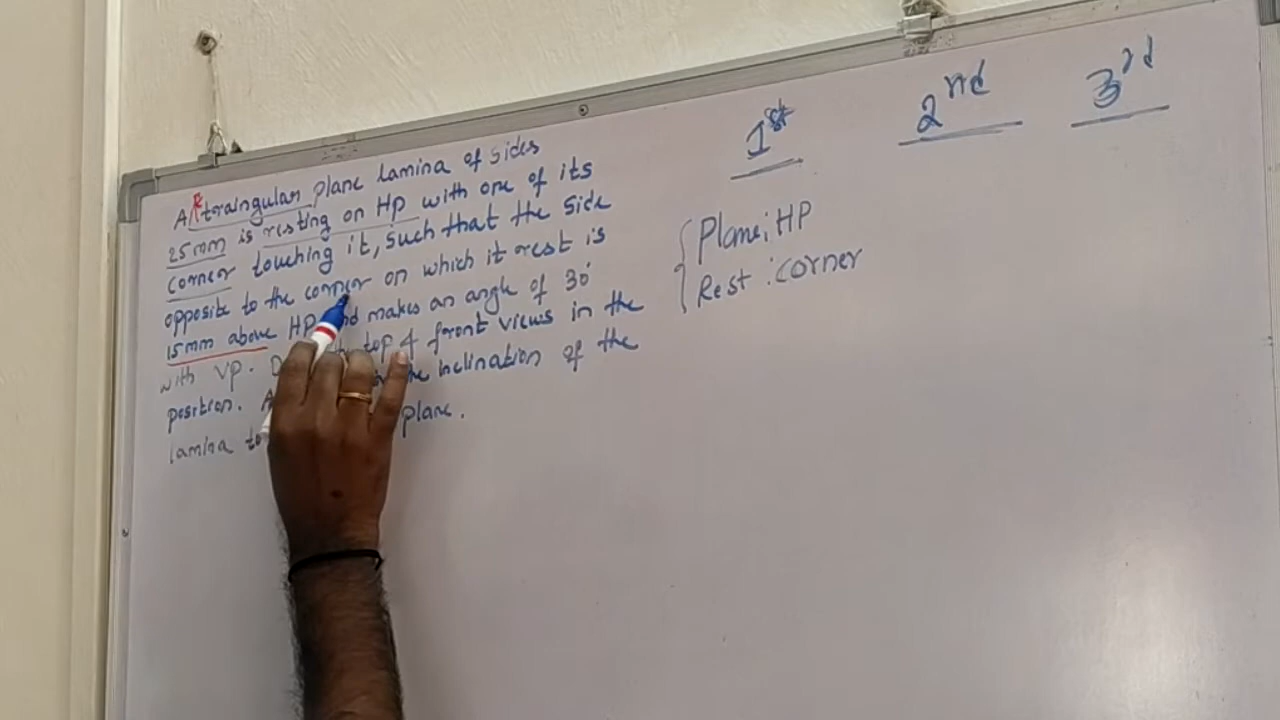 A traingular plane lamina of sides
25mm is resting on HP with one of its
corner touching it, such that the side
opposite to the corner on which it rest is
15mm above HP and makes an angle of 30°
with VP. top & front views in the
position. the inclination of the
lamina to plane.
1st
2nd
3rd
Plane: HP
Rest : corner